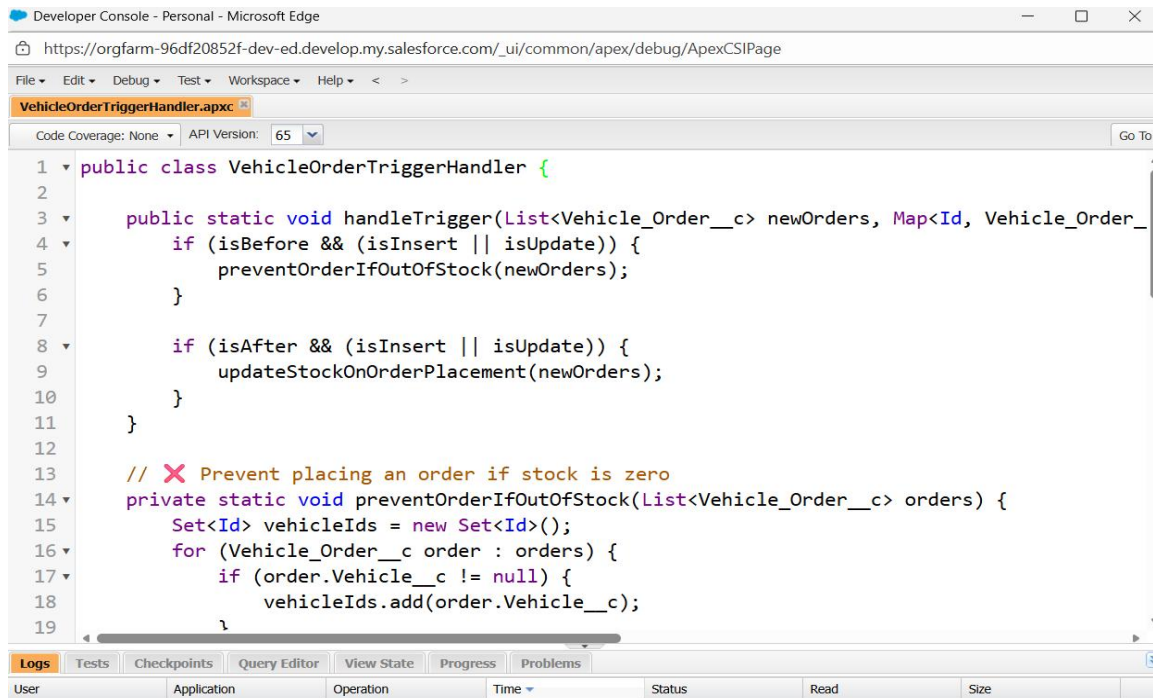 Developer Console - Personal - Microsoft Edge
https://orgfarm-96df20852f-dev-ed.develop.my.salesforce.com/_ui/common/apex/debug/ApexCSIPage
File Edit Debug Test Workspace Help < >
VehicleOrderTriggerHandler.apxc
Code Coverage: None API Version: 65 Go To
1 public class VehicleOrderTriggerHandler {
2
3 public static void handleTrigger(List<Vehicle_Order__c> newOrders, Map<Id, Vehicle_Order_
4 if (isBefore && (isInsert || isUpdate)) {
5 preventOrderIfOutOfStock(newOrders);
6 }
7
8 if (isAfter && (isInsert || isUpdate)) {
9 updateStockOnOrderPlacement(newOrders);
10 }
11 }
12
13 // ❌ Prevent placing an order if stock is zero
14 private static void preventOrderIfOutOfStock(List<Vehicle_Order__c> orders) {
15 Set<Id> vehicleIds = new Set<Id>();
16 for (Vehicle_Order__c order : orders) {
17 if (order.Vehicle__c != null) {
18 vehicleIds.add(order.Vehicle__c);
19 }
Logs Tests Checkpoints Query Editor View State Progress Problems
User Application Operation Time Status Read Size